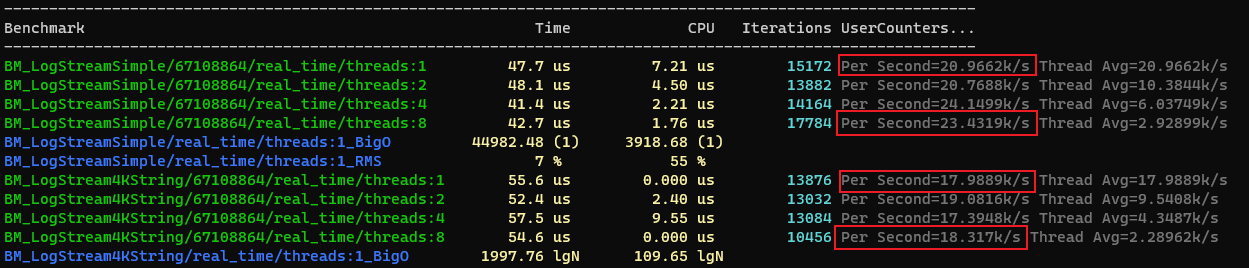 Benchmark Time CPU Iterations UserCounters...
BM_LogStreamSimple/67108864/real_time/threads:1 47.7 us 7.21 us 15172 Per Second=20.9662k/s Thread Avg=20.9662k/s
BM_LogStreamSimple/67108864/real_time/threads:2 48.1 us 4.50 us 13882 Per Second=20.7688k/s Thread Avg=10.3844k/s
BM_LogStreamSimple/67108864/real_time/threads:4 41.4 us 2.21 us 14164 Per Second=24.1499k/s Thread Avg=6.03749k/s
BM_LogStreamSimple/67108864/real_time/threads:8 42.7 us 1.76 us 17784 Per Second=23.4319k/s Thread Avg=2.92899k/s
BM_LogStreamSimple/real_time/threads:1_BigO 44982.48 (1) 3918.68 (1)
BM_LogStreamSimple/real_time/threads:1_RMS 7 % 55 %
BM_LogStream4KString/67108864/real_time/threads:1 55.6 us 0.000 us 13876 Per Second=17.9889k/s Thread Avg=17.9889k/s
BM_LogStream4KString/67108864/real_time/threads:2 52.4 us 2.40 us 13032 Per Second=19.0816k/s Thread Avg=9.5408k/s
BM_LogStream4KString/67108864/real_time/threads:4 57.5 us 9.55 us 13084 Per Second=17.3948k/s Thread Avg=4.3487k/s
BM_LogStream4KString/67108864/real_time/threads:8 54.6 us 0.000 us 10456 Per Second=18.317k/s Thread Avg=2.28962k/s
BM_LogStream4KString/real_time/threads:1_BigO 1997.76 lgN 109.65 lgN